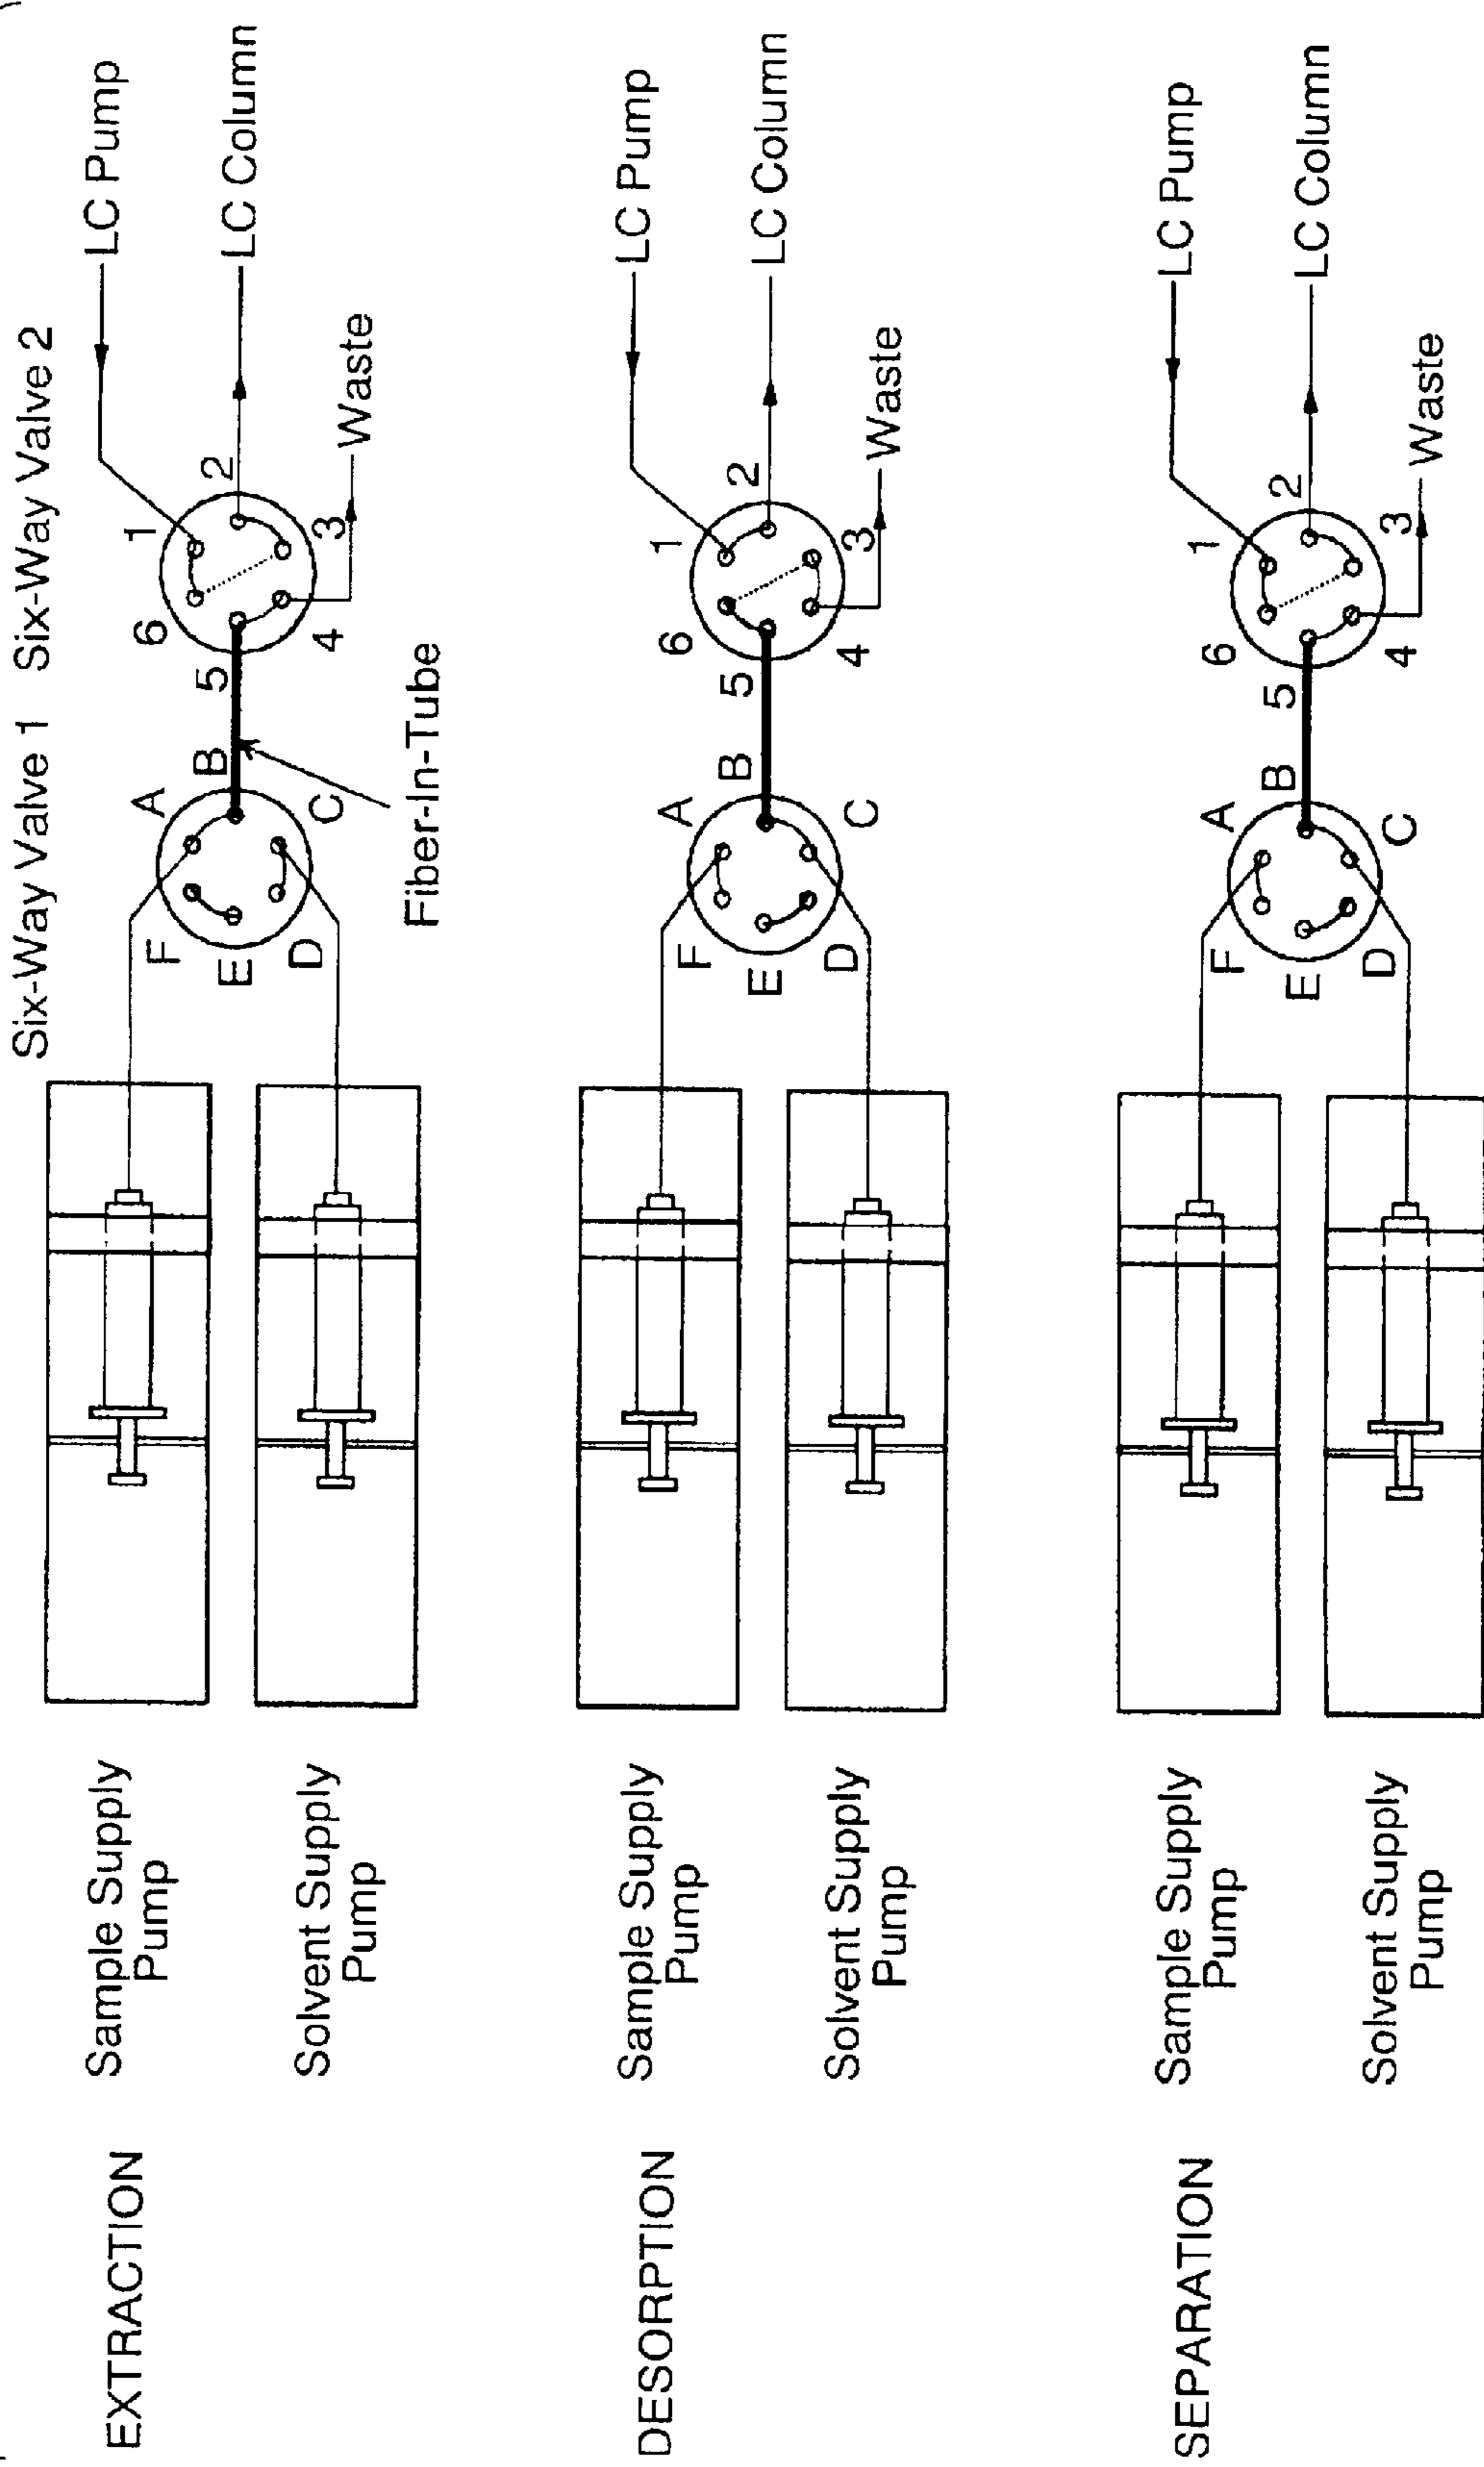 Six-Way Valve 1 Six-Way Valve 2
EXTRACTION
Sample Supply
Pump
Solvent Supply
Pump
A
B
C
D
E
F
1
2
3
4
5
6
LC Pump
LC Column
Waste
Fiber-In-Tube
DESORPTION
Sample Supply
Pump
Solvent Supply
Pump
A
B
C
D
E
F
1
2
3
4
5
6
LC Pump
LC Column
Waste
SEPARATION
Sample Supply
Pump
Solvent Supply
Pump
A
B
C
D
E
F
1
2
3
4
5
6
LC Pump
LC Column
Waste